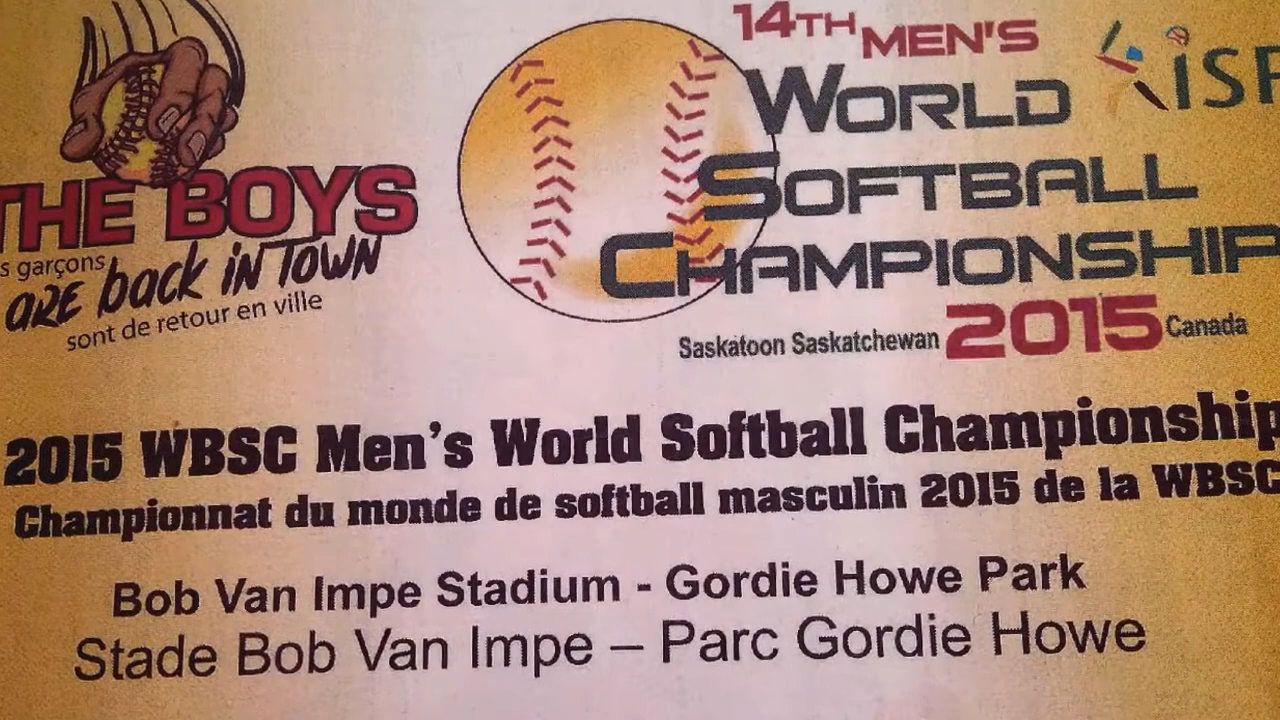 THE BOYS
garçons
ARE back IN TOWN
sont de retour en ville
14TH MEN'S
WORLD
SOFTBALL
CHAMPIONSHIP
Saskatoon Saskatchewan 2015 Canada
ISF
2015 WBSC Men's World Softball Championship
Championnat du monde de softball masculin 2015 de la WBSC
Bob Van Impe Stadium - Gordie Howe Park
Stade Bob Van Impe – Parc Gordie Howe